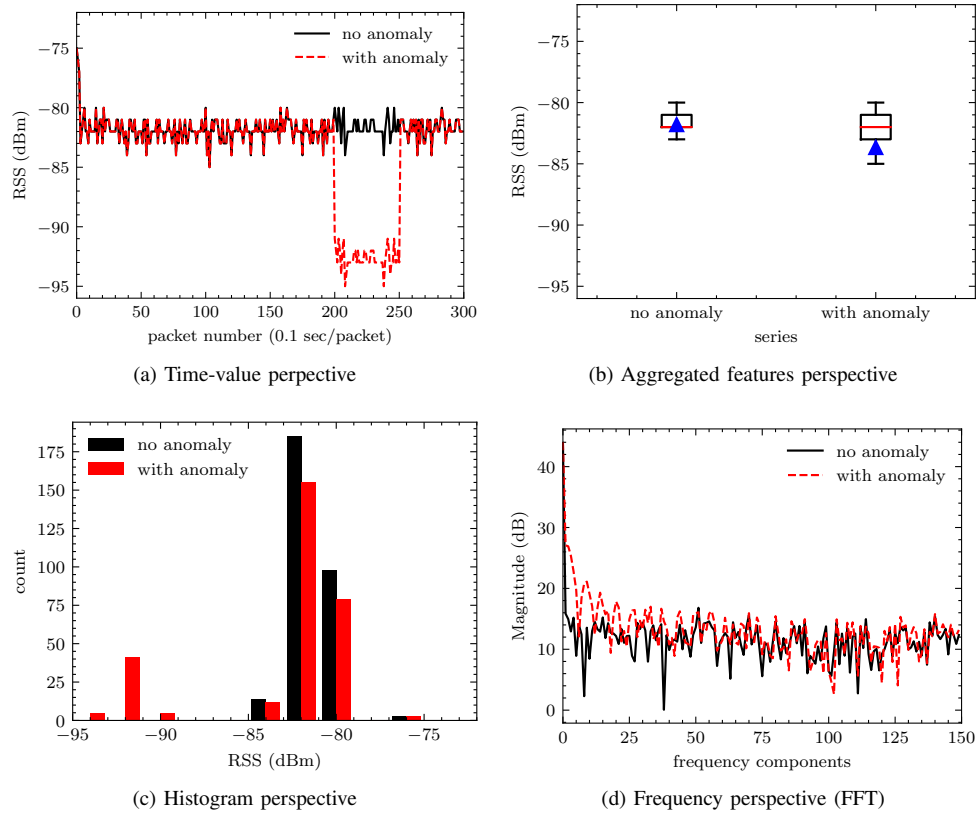 no anomaly
with anomaly
−75
−80
−85
−90
−95
RSS (dBm)
0
50
100
150
200
250
300
packet number (0.1 sec/packet)
(a) Time-value perpective
−75
−80
−85
−90
−95
RSS (dBm)
no anomaly
with anomaly
series
(b) Aggregated features perspective
no anomaly
with anomaly
175
150
125
100
75
50
25
0
count
−95
−90
−85
−80
−75
RSS (dBm)
(c) Histogram perspective
no anomaly
with anomaly
40
30
20
10
0
Magnitude (dB)
0
25
50
75
100
125
150
frequency components
(d) Frequency perspective (FFT)